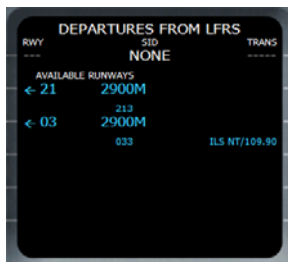 DEPARTURES FROM LFRS
RWY SID TRANS
--- NONE -----
AVAILABLE RUNWAYS
← 21 2900M
213
← 03 2900M
033 ILS NT/109.90